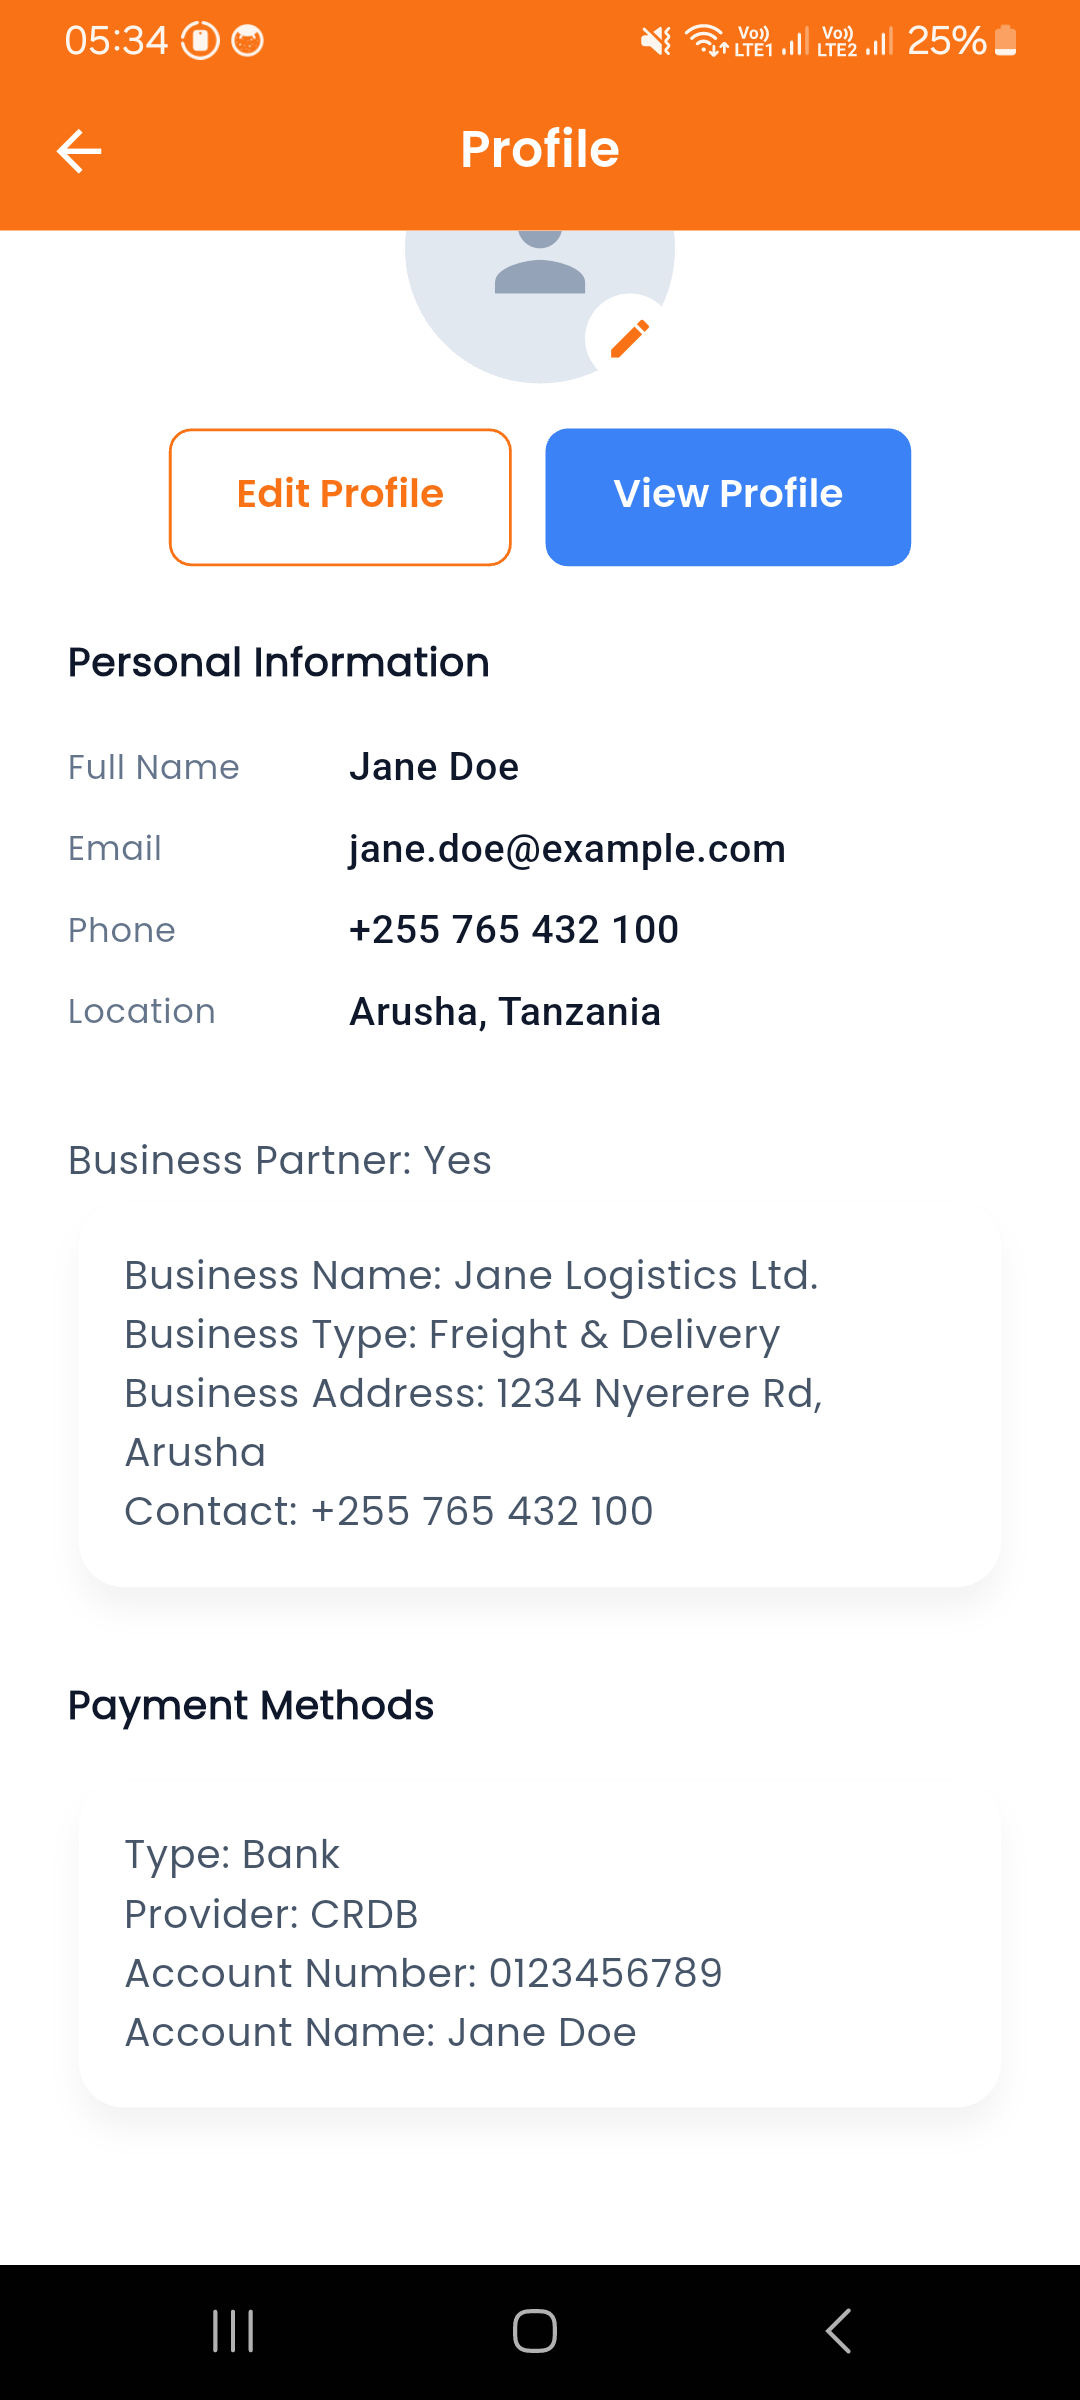 05:34
Vo)) LTE1 Vo)) LTE2 25%
Profile
Edit Profile
View Profile
Personal Information
Full Name Jane Doe
Email jane.doe@example.com
Phone +255 765 432 100
Location Arusha, Tanzania
Business Partner: Yes
Business Name: Jane Logistics Ltd.
Business Type: Freight & Delivery
Business Address: 1234 Nyerere Rd,
Arusha
Contact: +255 765 432 100
Payment Methods
Type: Bank
Provider: CRDB
Account Number: 0123456789
Account Name: Jane Doe